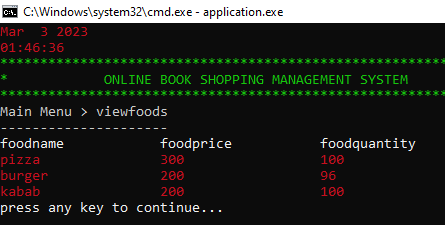 C:\Windows\system32\cmd.exe - application.exe
Mar  3 2023
01:46:36
*******************************************************
*            ONLINE BOOK SHOPPING MANAGEMENT SYSTEM
*******************************************************
Main Menu > viewfoods
---------------------
foodname            foodprice           foodquantity
pizza               300                 100
burger              200                 96
kabab               200                 100
press any key to continue...